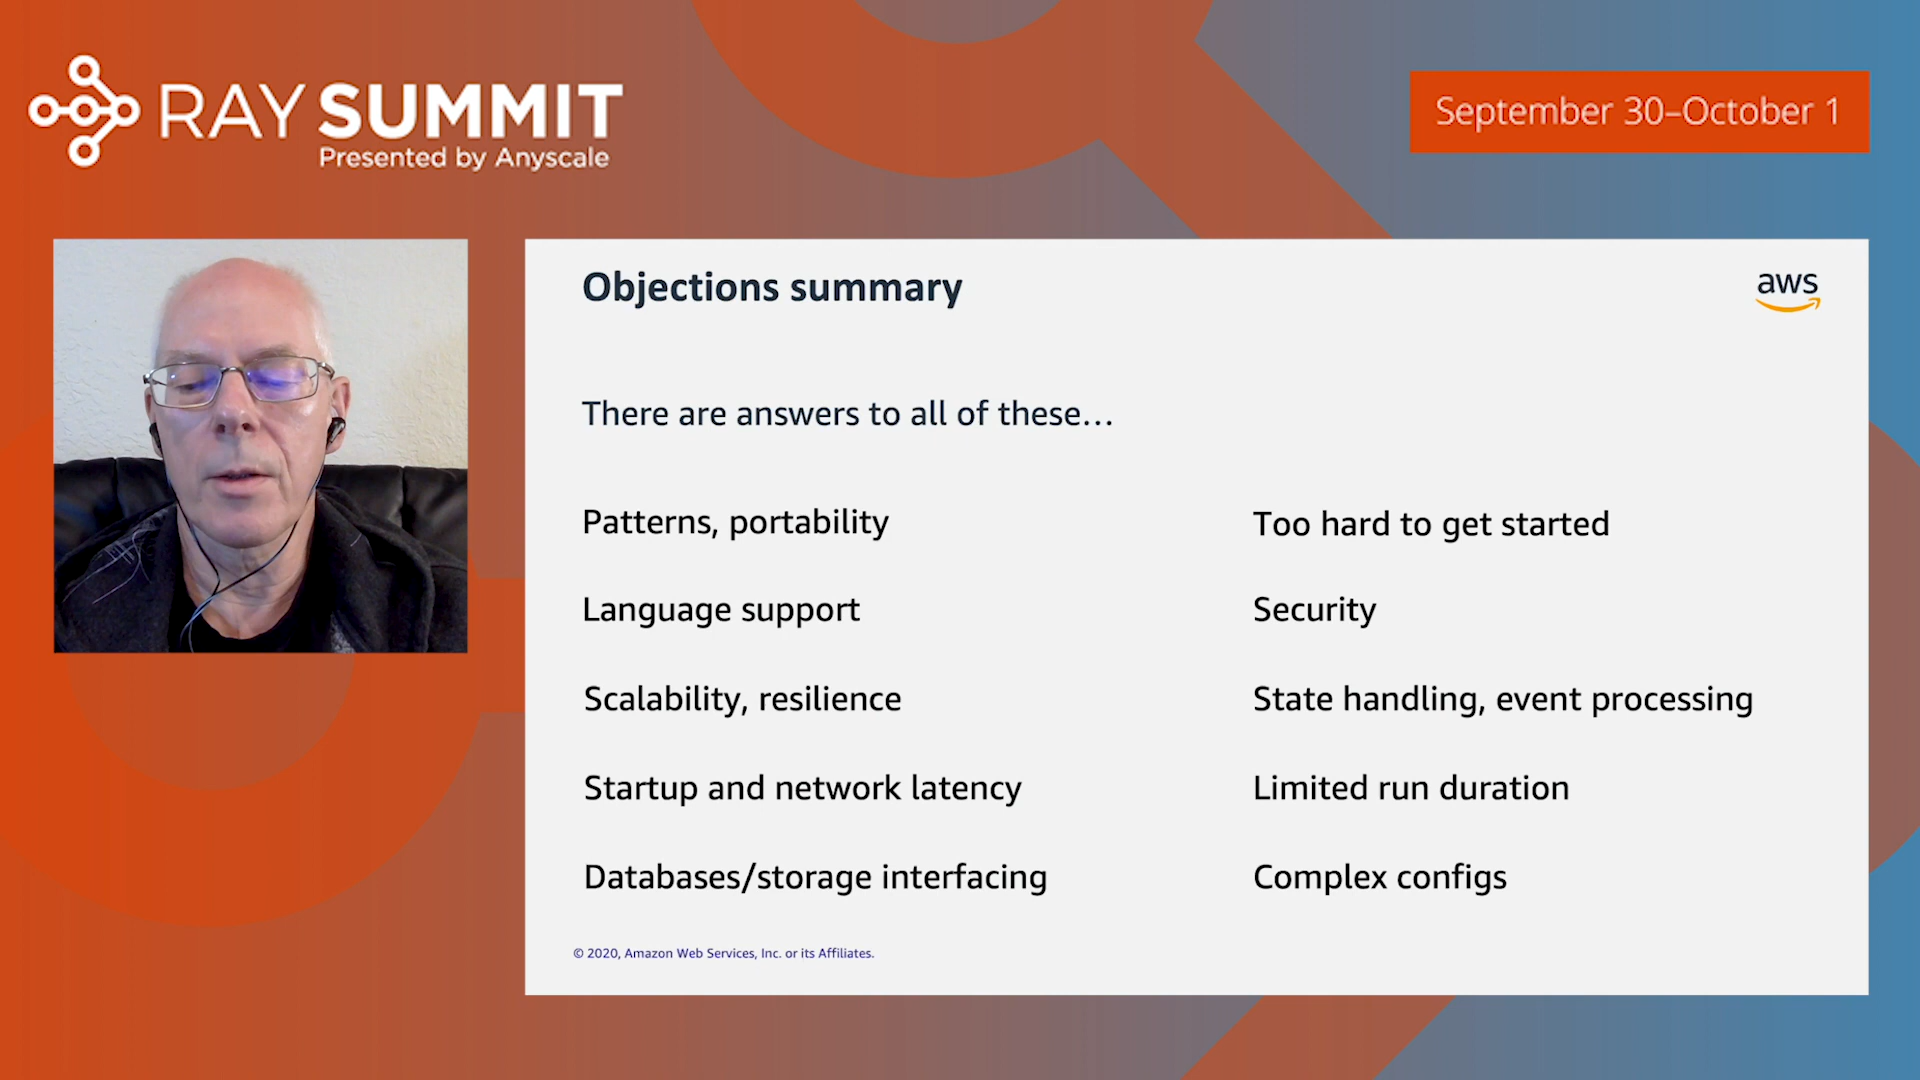 RAY SUMMIT
Presented by Anyscale
September 30–October 1
Objections summary
aws
There are answers to all of these…
Patterns, portability
Language support
Scalability, resilience
Startup and network latency
Databases/storage interfacing
Too hard to get started
Security
State handling, event processing
Limited run duration
Complex configs
© 2020, Amazon Web Services, Inc. or its Affiliates.